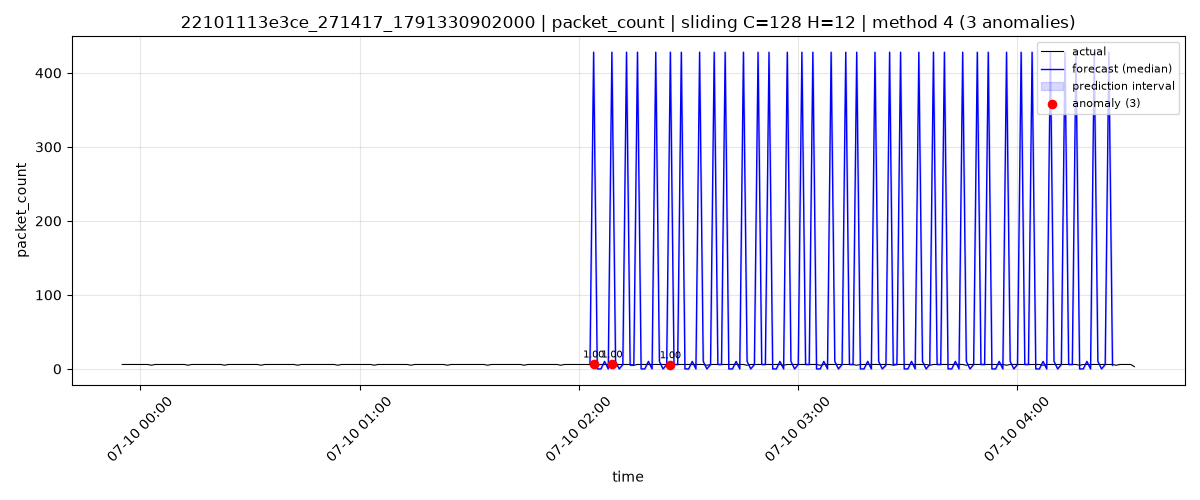 22101113e3ce_271417_1791330902000 | packet_count | sliding C=128 H=12 | method 4 (3 anomalies)
actual
forecast (median)
prediction interval
anomaly (3)
packet_count
400
300
200
100
0
1.00
1.00
1.00
07-10 00:00
07-10 01:00
07-10 02:00
07-10 03:00
07-10 04:00
time